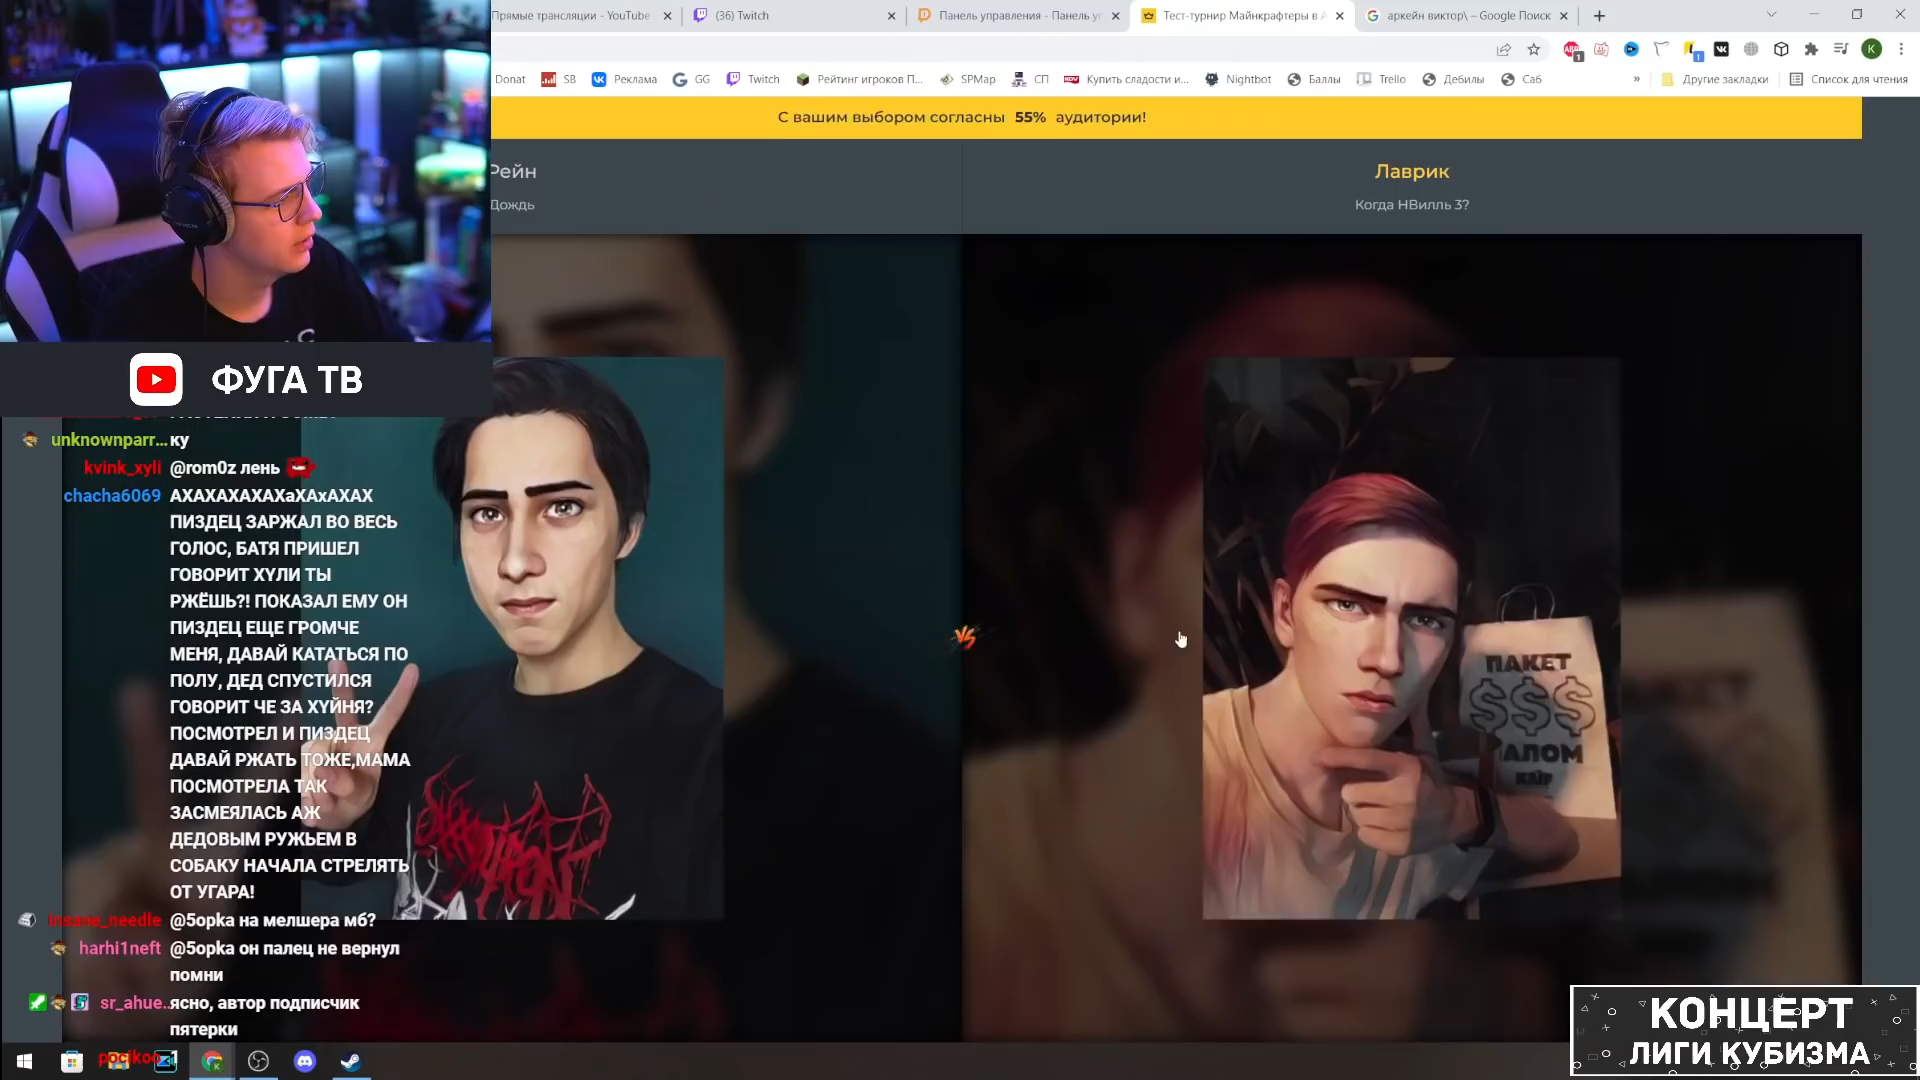 Прямые трансляции - YouTube
(36) Twitch
Панель управления - Панель у
Тест-турнир Майнкрафтеры в А
аркейн виктор\ – Google Поиск
Donat
SB
Реклама
GG
Twitch
Рейтинг игроков П...
SPMap
СП
Купить сладости и...
Nightbot
Баллы
Trello
Дебилы
Саб
»
Другие закладки
Список для чтения
С вашим выбором согласны 55% аудитории!
Рейн
Дождь
Лаврик
Когда НВилль 3?
ФУГА ТВ
unknownparr... ку
kvink_xyli @rom0z лень
chacha6069 АХАХАХАХАХаХАхАХАХ
ПИЗДЕЦ ЗАРЖАЛ ВО ВЕСЬ
ГОЛОС, БАТЯ ПРИШЕЛ
ГОВОРИТ ХУЛИ ТЫ
РЖЁШЬ?! ПОКАЗАЛ ЕМУ ОН
ПИЗДЕЦ ЕЩЕ ГРОМЧЕ
МЕНЯ, ДАВАЙ КАТАТЬСЯ ПО
ПОЛУ, ДЕД СПУСТИЛСЯ
ГОВОРИТ ЧЕ ЗА ХУЙНЯ?
ПОСМОТРЕЛ И ПИЗДЕЦ
ДАВАЙ РЖАТЬ ТОЖЕ,МАМА
ПОСМОТРЕЛА ТАК
ЗАСМЕЯЛАСЬ АЖ
ДЕДОВЫМ РУЖЬЕМ В
СОБАКУ НАЧАЛА СТРЕЛЯТЬ
ОТ УГАРА!
insane_needle @5opka на мелшера мб?
harhi1neft @5opka он палец не вернул
помни
sr_ahue... ясно, автор подписчик
пятерки
VS
ПАКЕТ
$$$
АЛОМ
КОНЦЕРТ
ЛИГИ КУБИЗМА